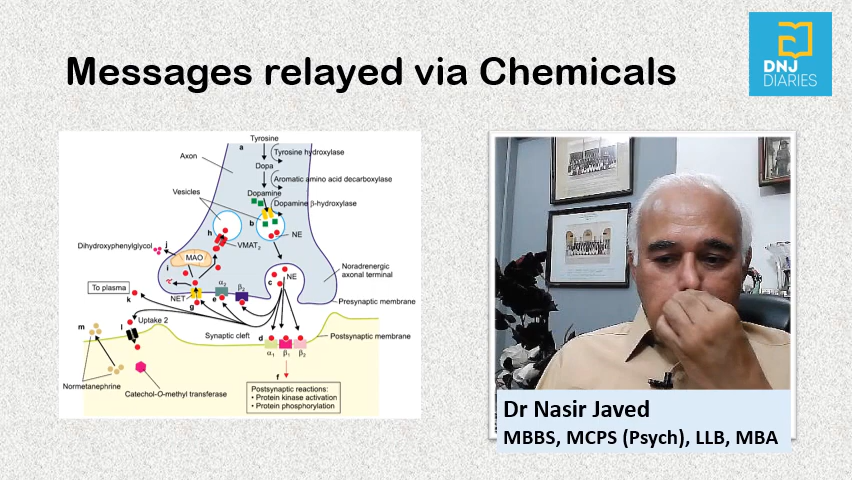 Messages relayed via Chemicals
DNJ
DIARIES
Tyrosine
a
Tyrosine hydroxylase
Axon
Dopa
Aromatic amino acid decarboxylase
Vesicles
Dopamine
Dopamine β-hydroxylase
b
h
NE
VMAT2
Dihydroxyphenylglycol
j
MAO
i
Noradrenergic
axonal terminal
NE
c
To plasma
α2
β2
k
NET
e
g
Presynaptic membrane
m
l
Uptake 2
Synaptic cleft
d
Postsynaptic membrane
α1
β1
β2
f
Normetanephrine
Catechol-O-methyl transferase
Postsynaptic reactions:
• Protein kinase activation
• Protein phosphorylation
Dr Nasir Javed
MBBS, MCPS (Psych), LLB, MBA